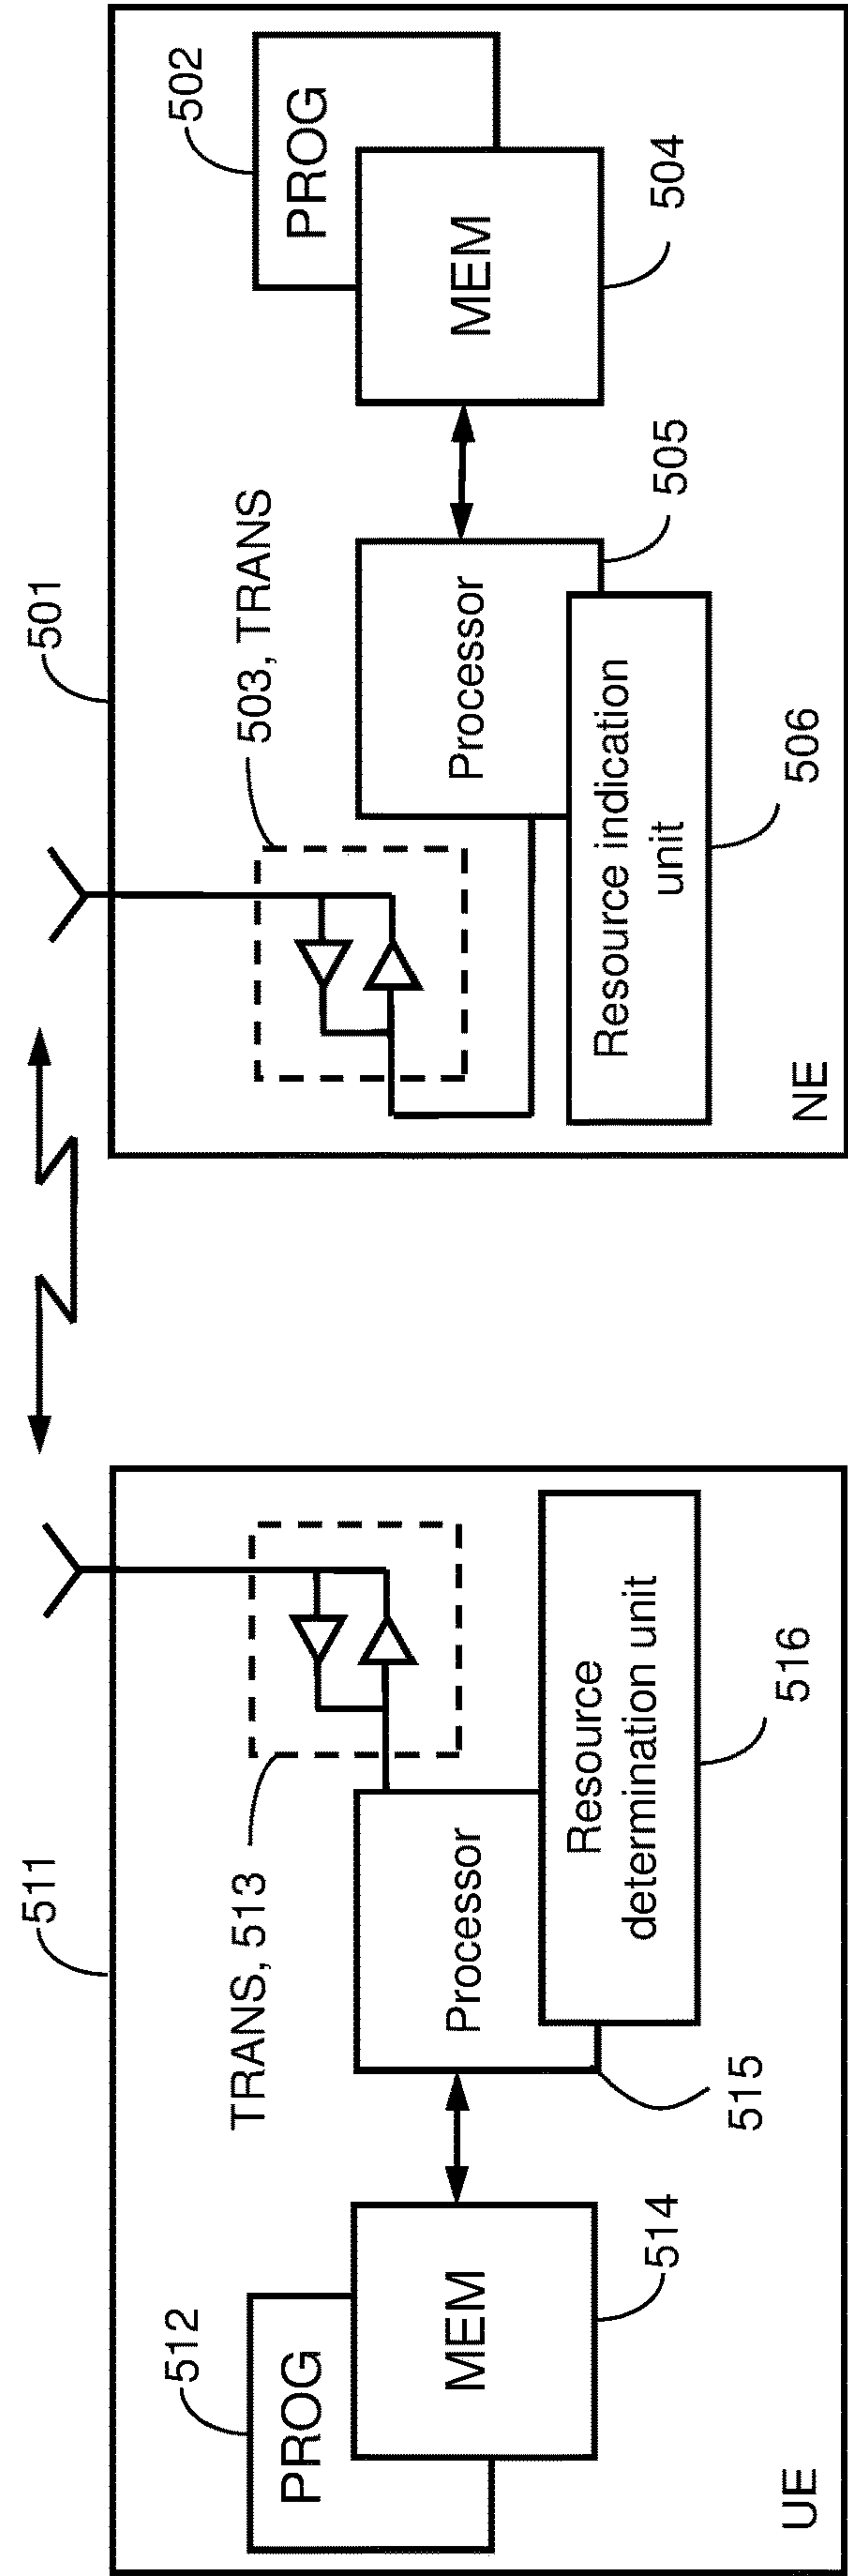 511
501
512
PROG
MEM
514
TRANS, 513
Processor
515
Resource
determination unit
516
UE
503, TRANS
Processor
505
Resource indication
unit
506
502
PROG
MEM
504
NE